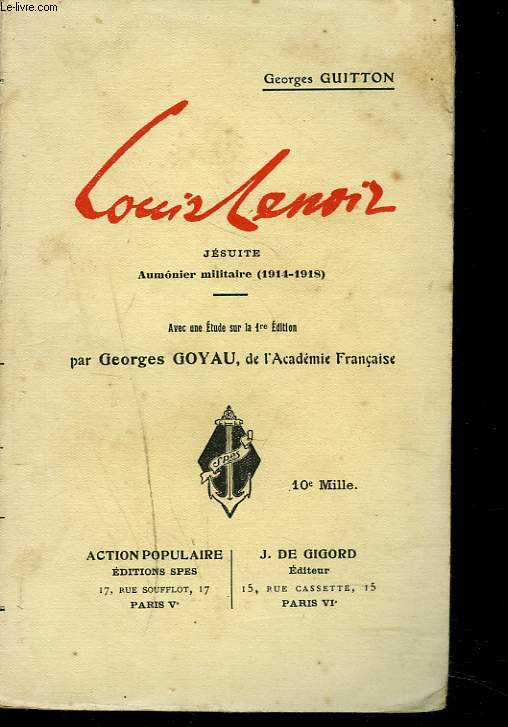 Le-livre.com
Georges GUITTON
Louis Lenoir
JÉSUITE
Aumônier militaire (1914-1918)
Avec une Étude sur la 1re Édition
par Georges GOYAU, de l'Académie Française
Spes
10e Mille.
ACTION POPULAIRE
ÉDITIONS SPES
17, RUE SOUFFLOT, 17
PARIS Ve
J. DE GIGORD
Éditeur
15, RUE CASSETTE, 15
PARIS VIe